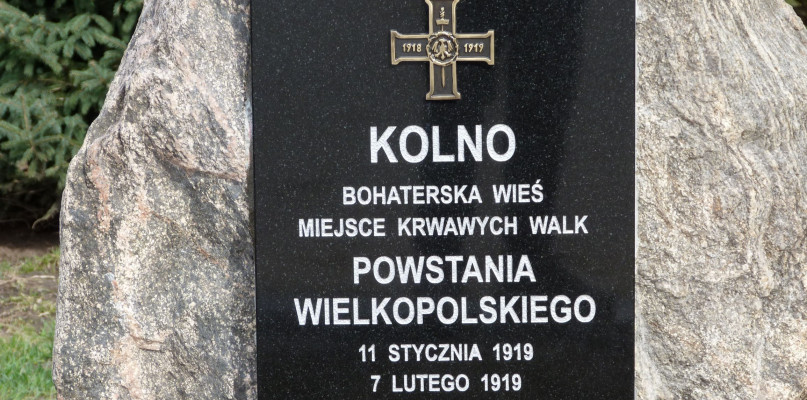 1918 1919
KOLNO
BOHATERSKA WIEŚ
MIEJSCE KRWAWYCH WALK
POWSTANIA
WIELKOPOLSKIEGO
11 STYCZNIA 1919
7 LUTEGO 1919